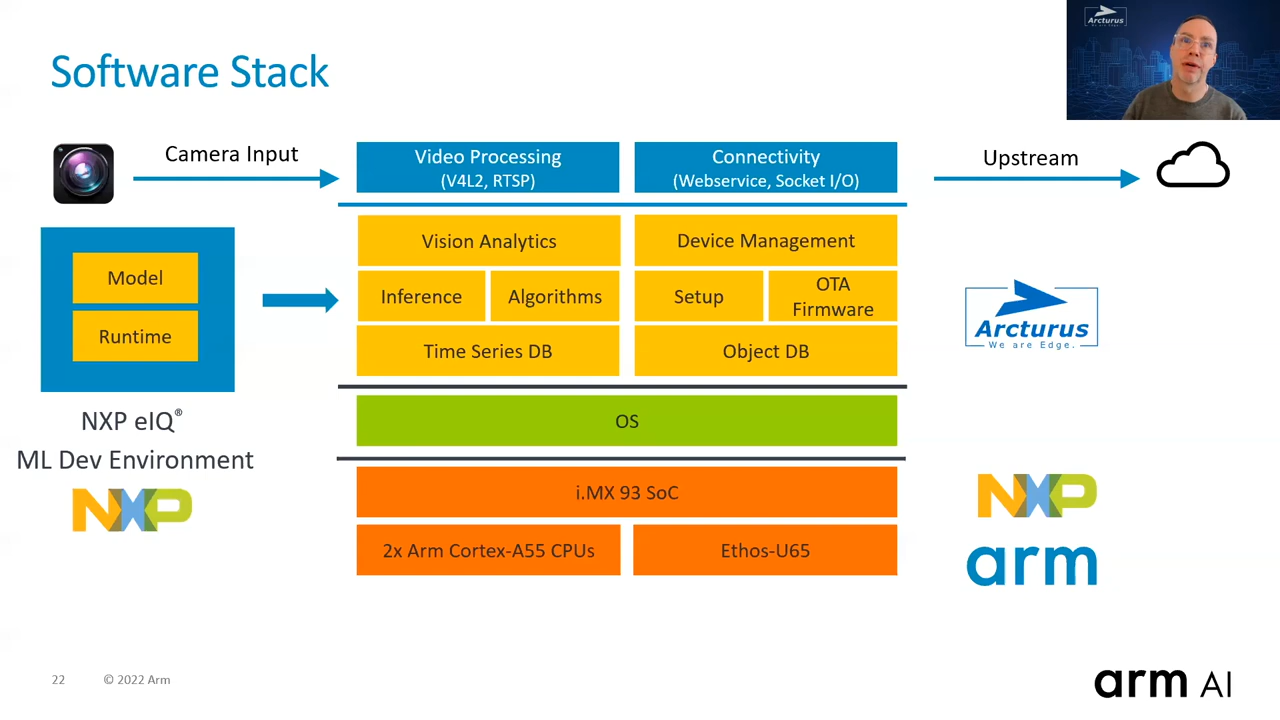 Arcturus
We are Edge.
Software Stack
Camera Input
Video Processing
(V4L2, RTSP)
Connectivity
(Webservice, Socket I/O)
Upstream
Model
Runtime
NXP eIQ®
ML Dev Environment
NXP
Vision Analytics
Inference
Algorithms
Time Series DB
Device Management
Setup
OTA
Firmware
Object DB
Arcturus
We are Edge.
OS
i.MX 93 SoC
2x Arm Cortex-A55 CPUs
Ethos-U65
NXP
arm
22
© 2022 Arm
arm AI